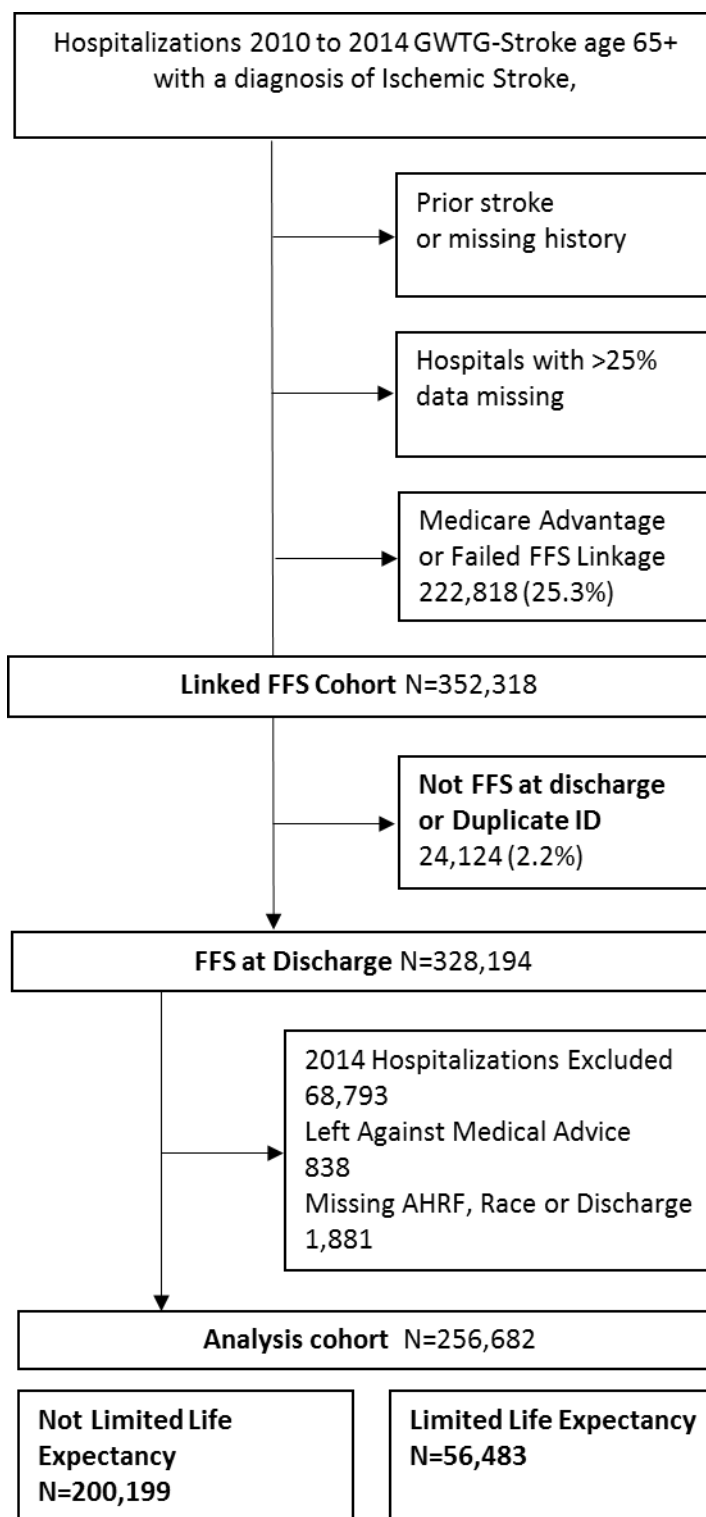 Hospitalizations 2010 to 2014 GWTG-Stroke age 65+
with a diagnosis of Ischemic Stroke,
Prior stroke
or missing history
Hospitals with >25%
data missing
Medicare Advantage
or Failed FFS Linkage
222,818 (25.3%)
Linked FFS Cohort N=352,318
Not FFS at discharge
or Duplicate ID
24,124 (2.2%)
FFS at Discharge N=328,194
2014 Hospitalizations Excluded
68,793
Left Against Medical Advice
838
Missing AHRF, Race or Discharge
1,881
Analysis cohort N=256,682
Not Limited Life
Expectancy
N=200,199
Limited Life Expectancy
N=56,483